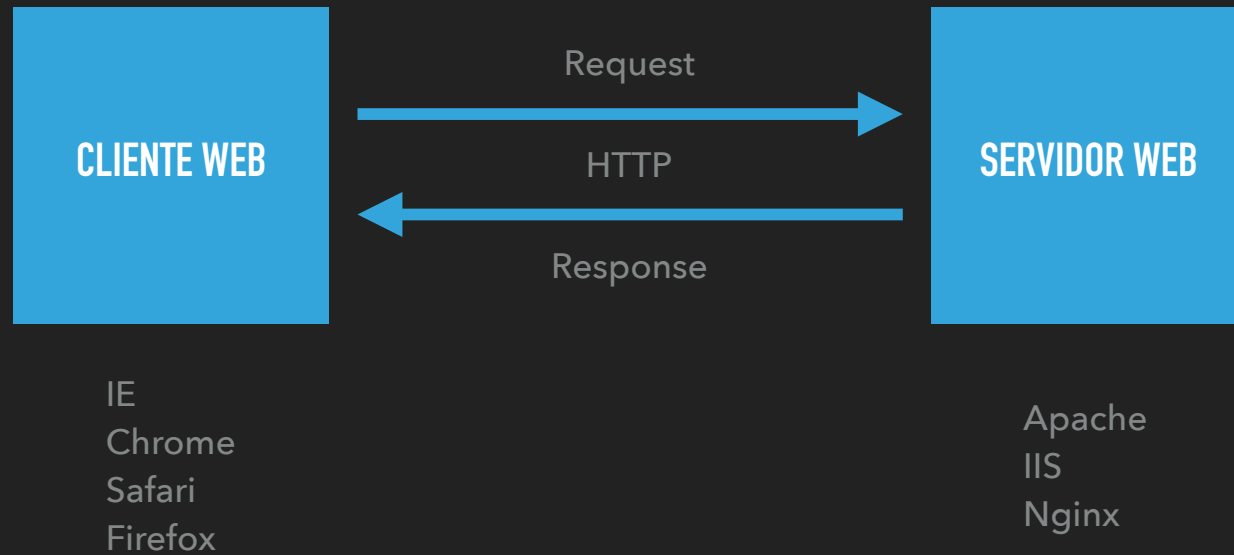 CLIENTE WEB
Request
HTTP
Response
SERVIDOR WEB
IE
Chrome
Safari
Firefox
Apache
IIS
Nginx